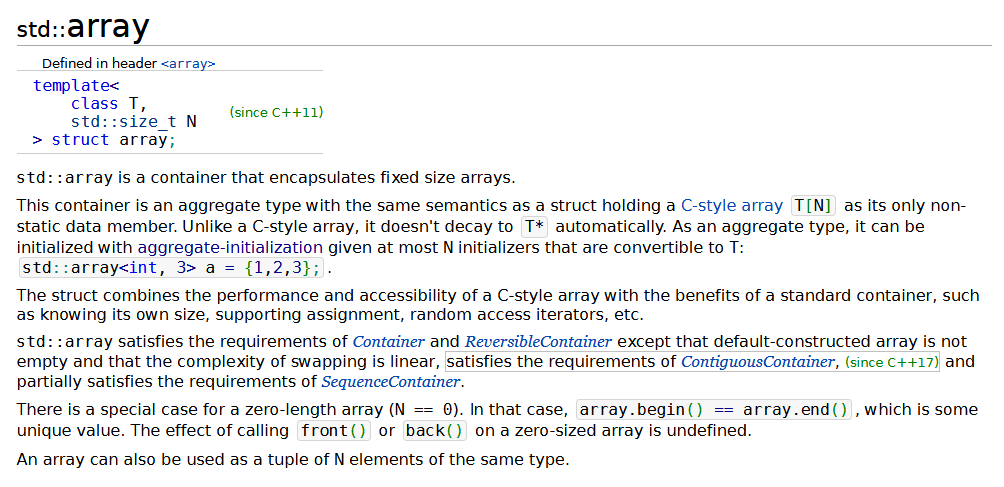 std::array
Defined in header <array>
template<
class T,
std::size_t N
> struct array;
(since C++11)
std::array is a container that encapsulates fixed size arrays.
This container is an aggregate type with the same semantics as a struct holding a C-style array T[N] as its only non-
static data member. Unlike a C-style array, it doesn't decay to T* automatically. As an aggregate type, it can be
initialized with aggregate-initialization given at most N initializers that are convertible to T:
std::array<int, 3> a = {1,2,3};.
The struct combines the performance and accessibility of a C-style array with the benefits of a standard container, such
as knowing its own size, supporting assignment, random access iterators, etc.
std::array satisfies the requirements of Container and ReversibleContainer except that default-constructed array is not
empty and that the complexity of swapping is linear, satisfies the requirements of ContiguousContainer, (since C++17) and
partially satisfies the requirements of SequenceContainer.
There is a special case for a zero-length array (N == 0). In that case, array.begin() == array.end(), which is some
unique value. The effect of calling front() or back() on a zero-sized array is undefined.
An array can also be used as a tuple of N elements of the same type.